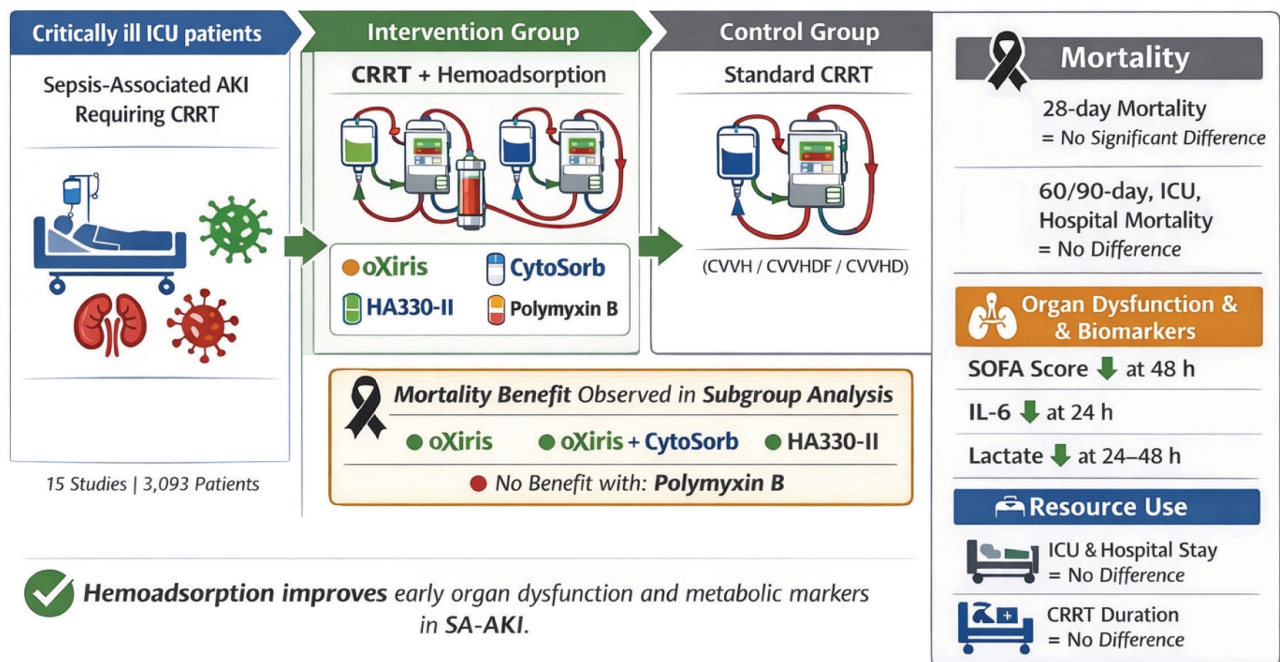 Critically ill ICU patients
Sepsis-Associated AKI
Requiring CRRT
15 Studies | 3,093 Patients
Intervention Group
CRRT + Hemoadsorption
oXiris
CytoSorb
HA330-II
Polymyxin B
Control Group
Standard CRRT
(CVVH / CVVHDF / CVVHD)
Mortality Benefit Observed in Subgroup Analysis
oXiris
oXiris + CytoSorb
HA330-II
No Benefit with: Polymyxin B
Hemoadsorption improves early organ dysfunction and metabolic markers
in SA-AKI.
Mortality
28-day Mortality
= No Significant Difference
60/90-day, ICU,
Hospital Mortality
= No Difference
Organ Dysfunction &
& Biomarkers
SOFA Score at 48 h
IL-6 at 24 h
Lactate at 24–48 h
Resource Use
ICU & Hospital Stay
= No Difference
CRRT Duration
= No Difference